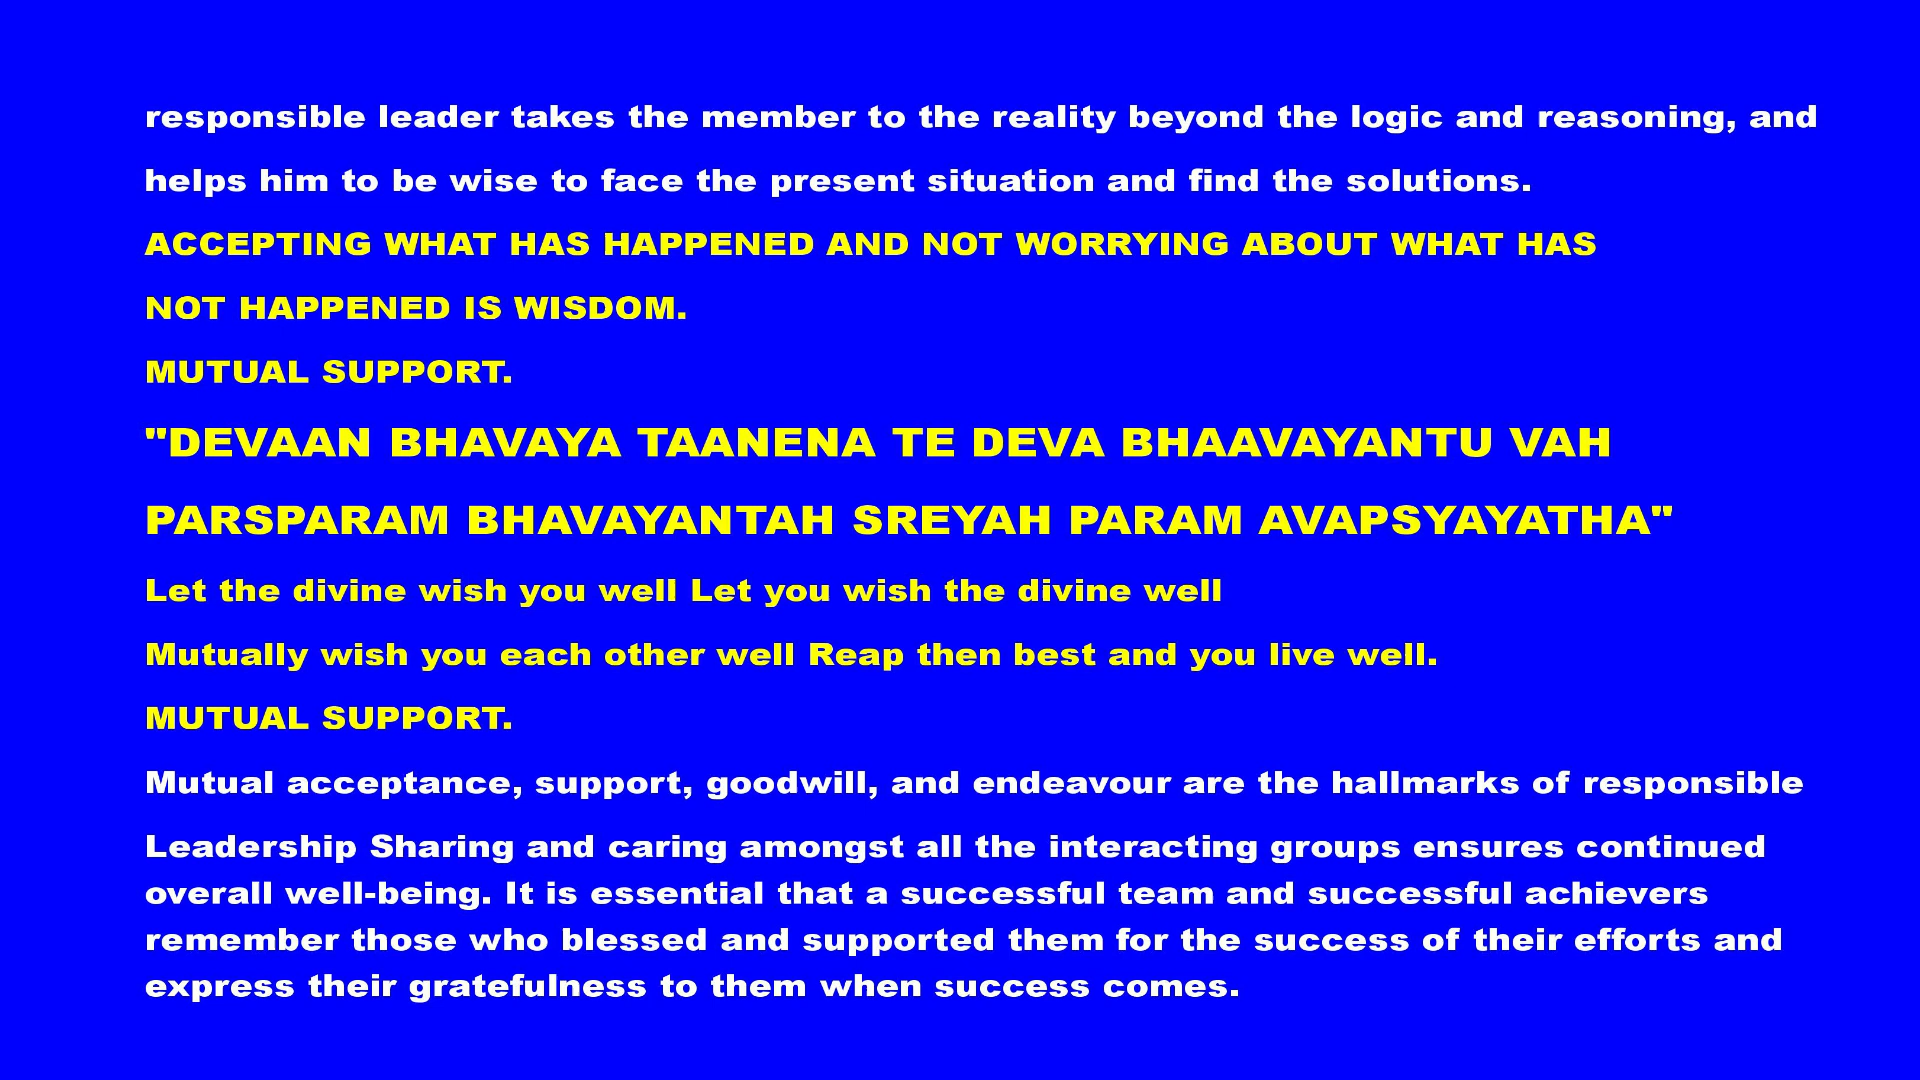 responsible leader takes the member to the reality beyond the logic and reasoning, and
helps him to be wise to face the present situation and find the solutions.
ACCEPTING WHAT HAS HAPPENED AND NOT WORRYING ABOUT WHAT HAS
NOT HAPPENED IS WISDOM.
MUTUAL SUPPORT.
"DEVAAN BHAVAYA TAANENA TE DEVA BHAAVAYANTU VAH
PARSPARAM BHAVAYANTAH SREYAH PARAM AVAPSYAYATHA"
Let the divine wish you well Let you wish the divine well
Mutually wish you each other well Reap then best and you live well.
MUTUAL SUPPORT.
Mutual acceptance, support, goodwill, and endeavour are the hallmarks of responsible
Leadership Sharing and caring amongst all the interacting groups ensures continued
overall well-being. It is essential that a successful team and successful achievers
remember those who blessed and supported them for the success of their efforts and
express their gratefulness to them when success comes.